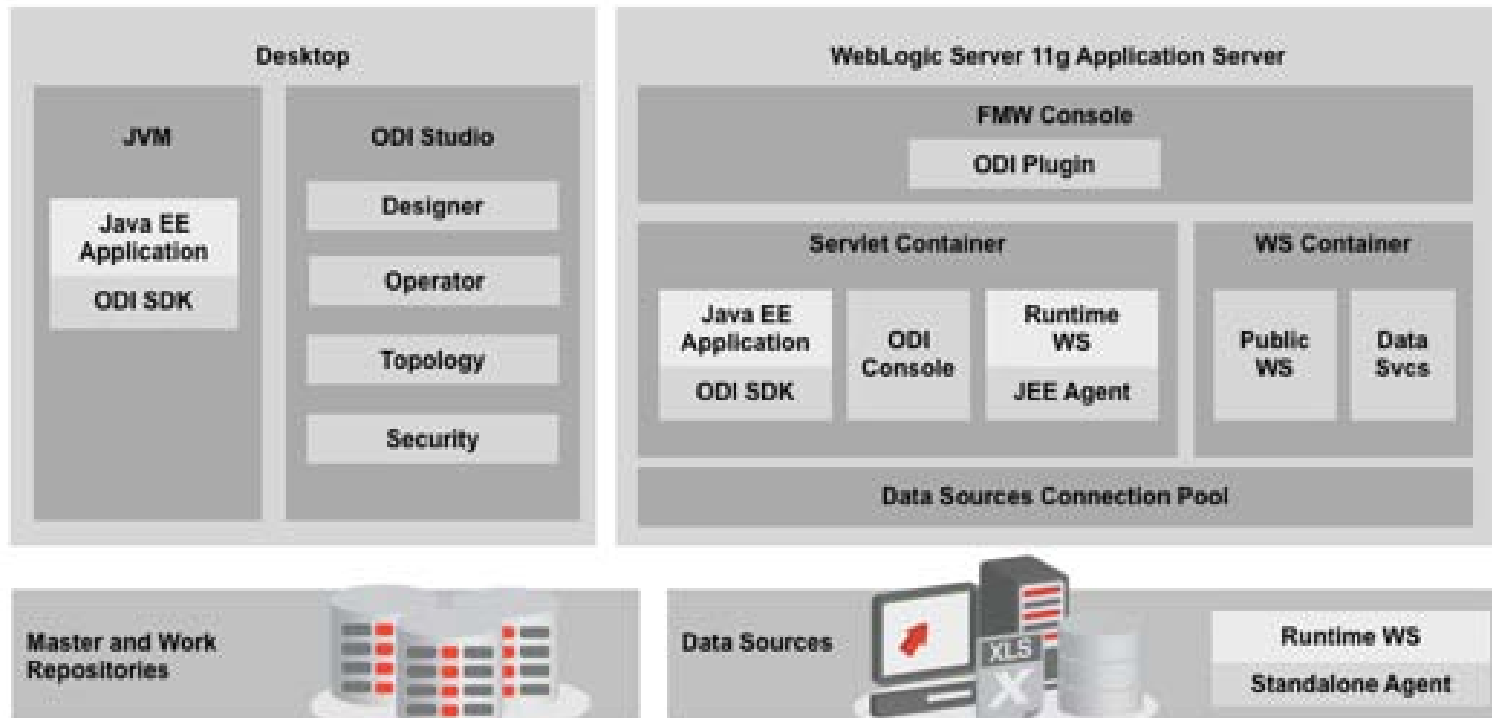 Desktop
JVM
Java EE
Application
ODI SDK
ODI Studio
Designer
Operator
Topology
Security
WebLogic Server 11g Application Server
FMW Console
ODI Plugin
Servlet Container
Java EE
Application
ODI SDK
ODI
Console
Runtime
WS
JEE Agent
WS Container
Public
WS
Data
Svcs
Data Sources Connection Pool
Master and Work
Repositories
Data Sources
XLS
X
Runtime WS
Standalone Agent